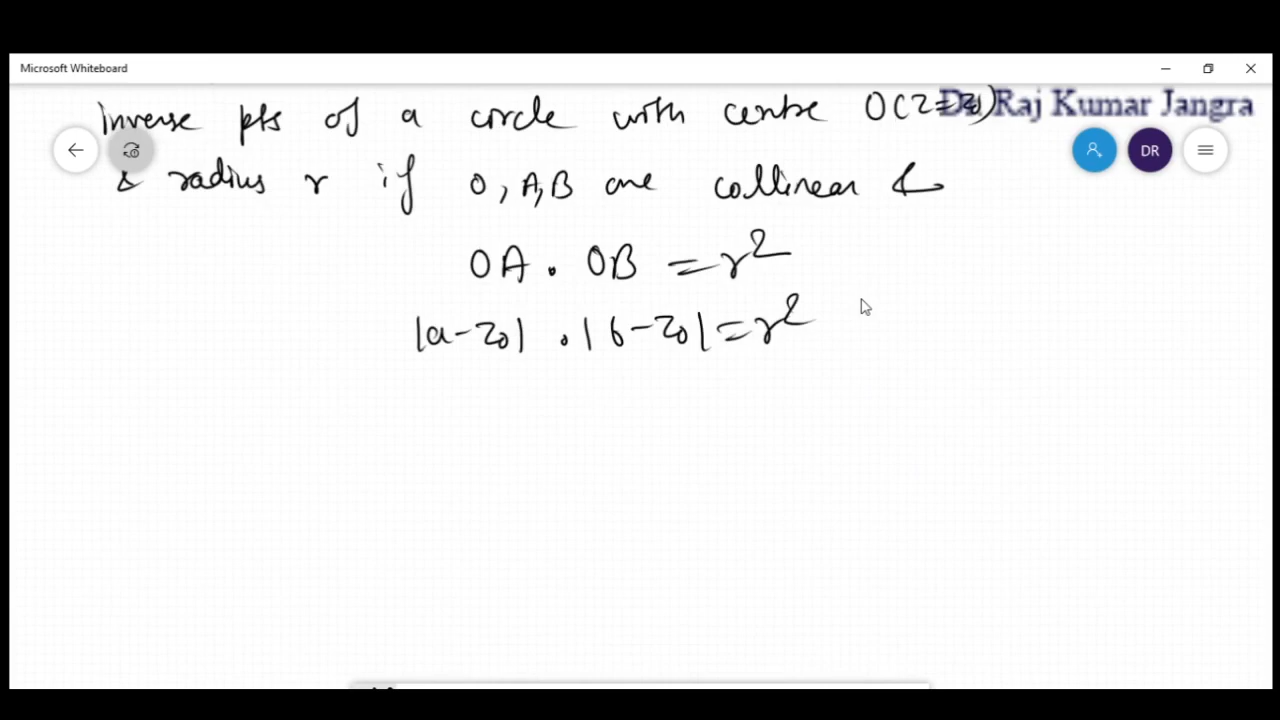 Microsoft Whiteboard
Dr. Raj Kumar Jangra
inverse pts of a circle with centre O(z=z0)
& radius r if O, A, B are collinear &
DR
OA . OB = r²
|a-z0| . |b-z0| = r²